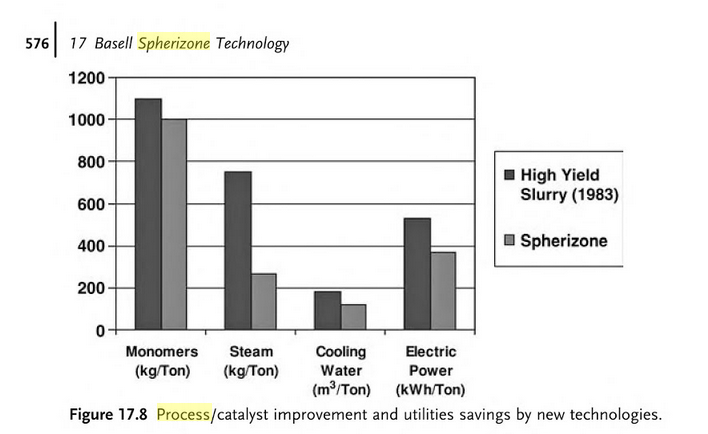 576 17 Basell Spherizone Technology
1200
1000
800
600
400
200
0
High Yield
Slurry (1983)
Spherizone
Monomers
(kg/Ton)
Steam
(kg/Ton)
Cooling
Water
(m³/Ton)
Electric
Power
(kWh/Ton)
Figure 17.8 Process/catalyst improvement and utilities savings by new technologies.